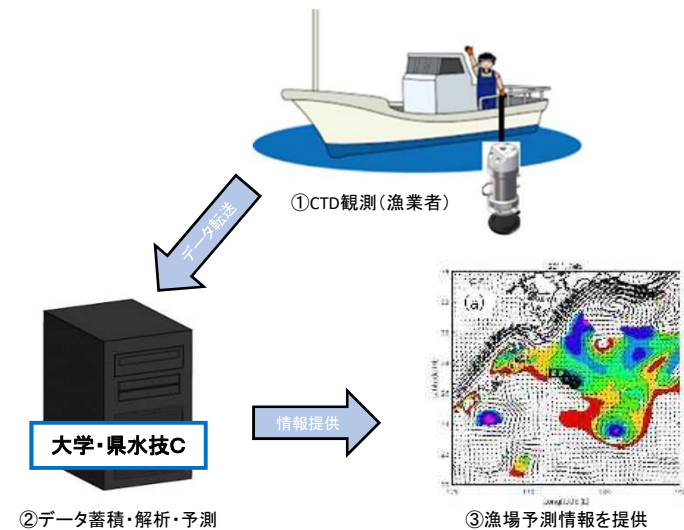 ①CTD観測(漁業者)
データ転送
(a)
大学・県水技C
情報提供
②データ蓄積・解析・予測
③漁場予測情報を提供